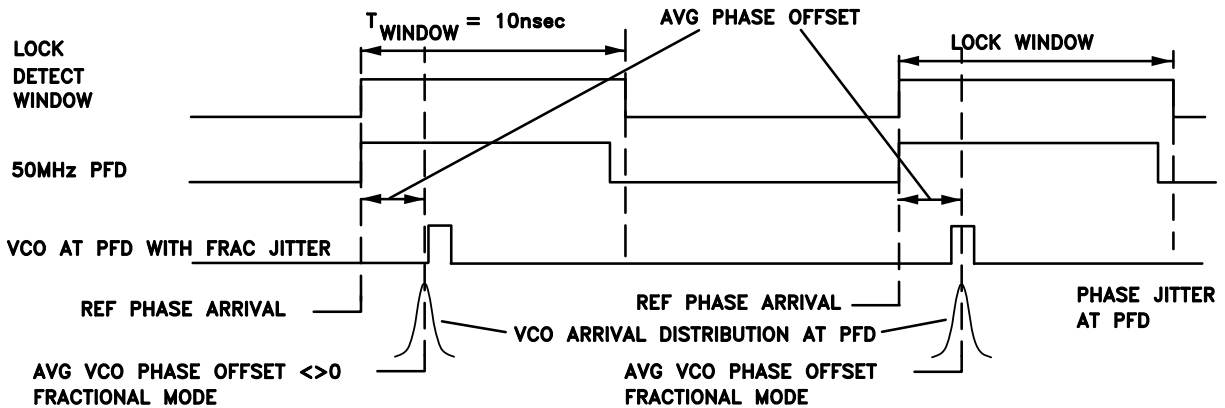 T WINDOW = 10nsec
AVG PHASE OFFSET
LOCK
DETECT
WINDOW
LOCK WINDOW
50MHz PFD
VCO AT PFD WITH FRAC JITTER
REF PHASE ARRIVAL
REF PHASE ARRIVAL
PHASE JITTER
AT PFD
VCO ARRIVAL DISTRIBUTION AT PFD
AVG VCO PHASE OFFSET <>0
FRACTIONAL MODE
AVG VCO PHASE OFFSET
FRACTIONAL MODE